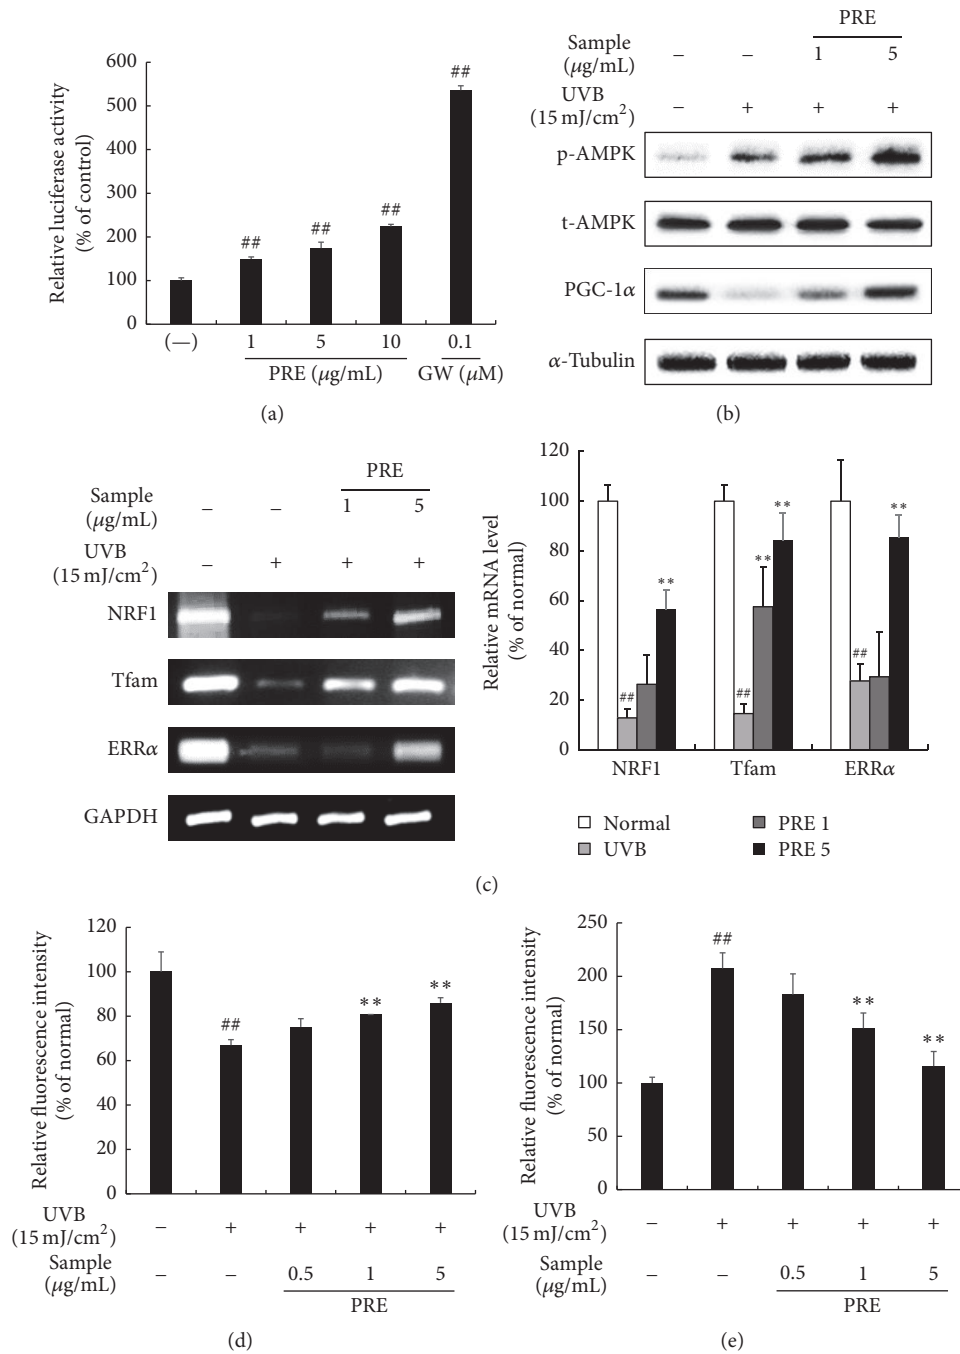 600
500
400
300
200
100
0
Relative luciferase activity
(% of control)
##
##
##
##
(—) 1 5 10 0.1
PRE (μg/mL) GW (μM)
(a)
PRE
Sample
(μg/mL) – – 1 5
UVB
(15 mJ/cm²) – + + +
p-AMPK
t-AMPK
PGC-1α
α-Tubulin
(b)
PRE
Sample
(μg/mL) – – 1 5
UVB
(15 mJ/cm²) – + + +
NRF1
Tfam
ERRα
GAPDH
120
100
80
60
40
20
0
Relative mRNA level
(% of normal)
##
**
##
**
**
##
**
NRF1 Tfam ERRα
Normal PRE 1
UVB PRE 5
(c)
120
100
80
60
40
20
0
Relative fluorescence intensity
(% of normal)
##
**
**
UVB
(15 mJ/cm²) – + + + +
Sample
(μg/mL) – – 0.5 1 5
PRE
(d)
250
200
150
100
50
0
Relative fluorescence intensity
(% of normal)
##
**
**
UVB
(15 mJ/cm²) – + + + +
Sample
(μg/mL) – – 0.5 1 5
PRE
(e)